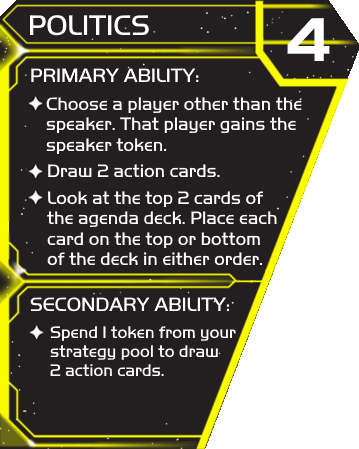 POLITICS
4
PRIMARY ABILITY:
Choose a player other than the
speaker. That player gains the
speaker token.
Draw 2 action cards.
Look at the top 2 cards of
the agenda deck. Place each
card on the top or bottom
of the deck in either order.
SECONDARY ABILITY:
Spend 1 token from your
strategy pool to draw
2 action cards.